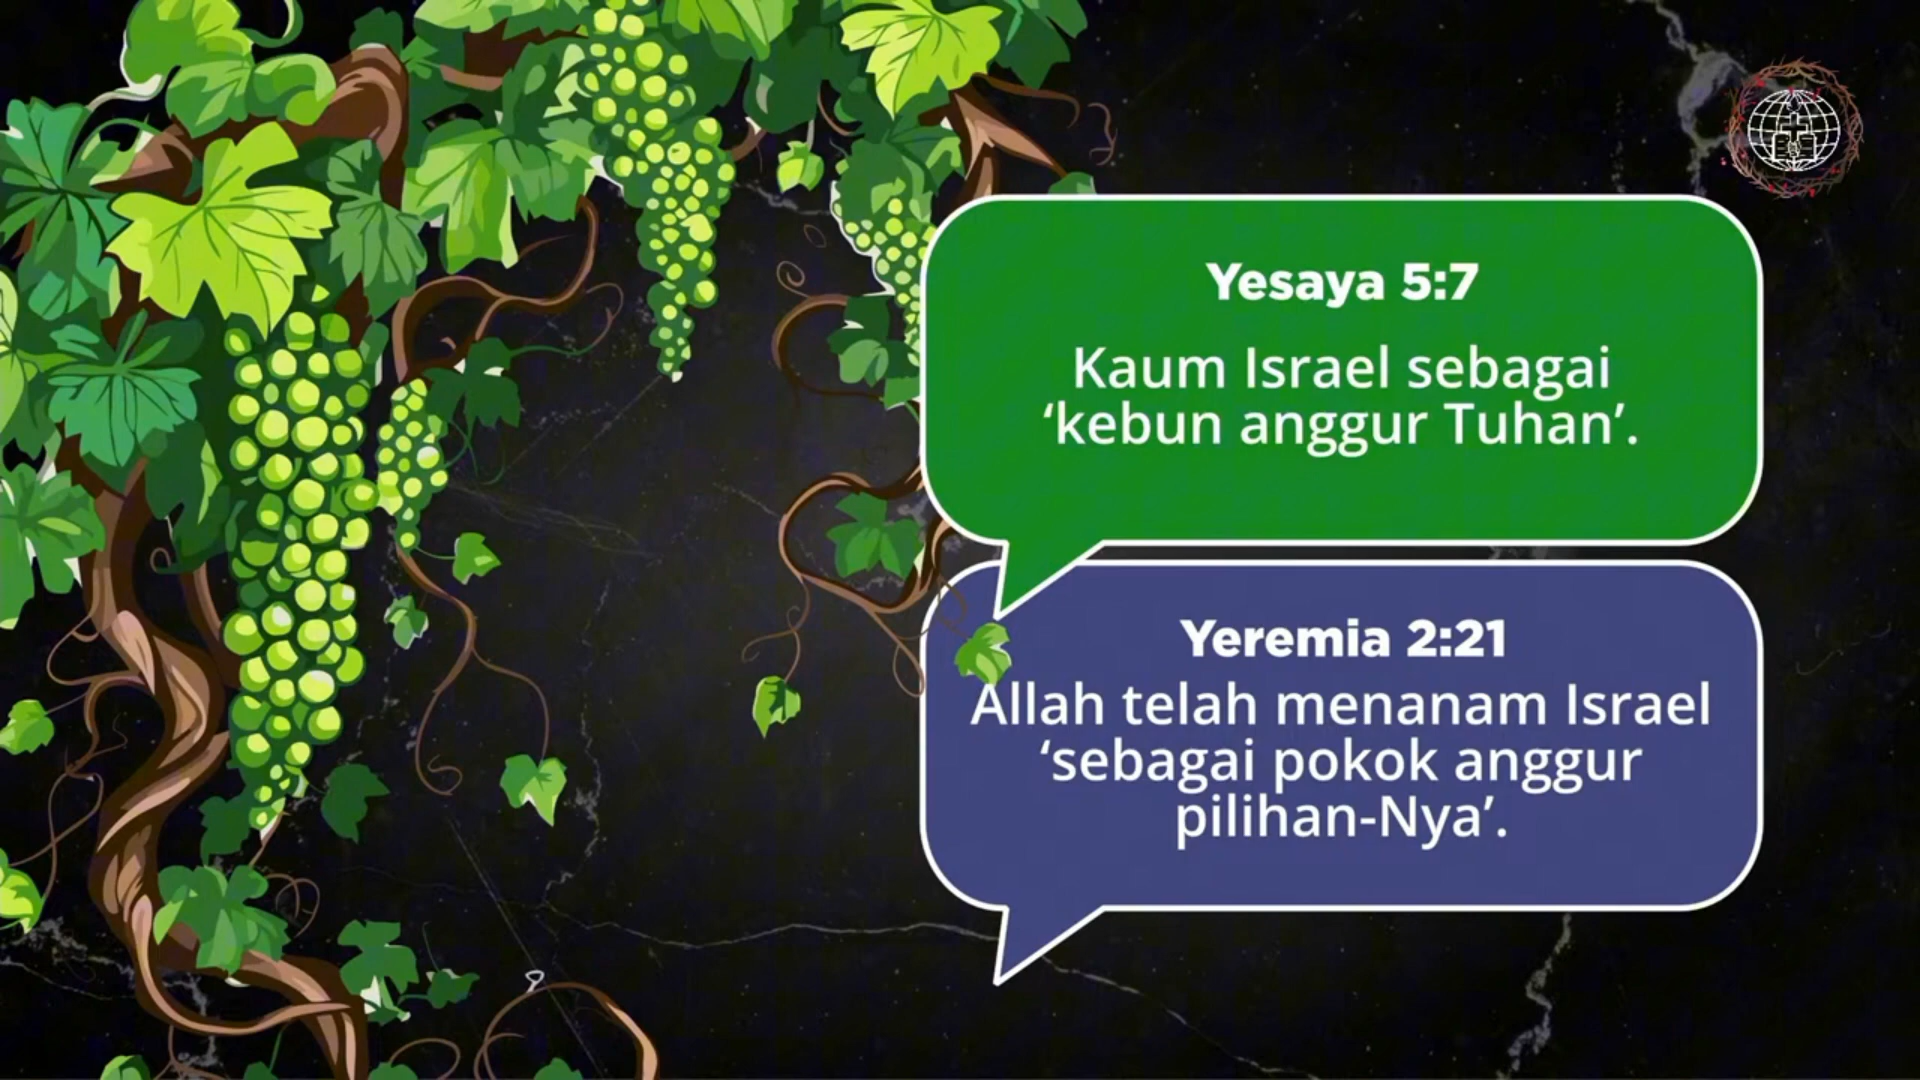 Yesaya 5:7
Kaum Israel sebagai
‘kebun anggur Tuhan’.
Yeremia 2:21
Allah telah menanam Israel
‘sebagai pokok anggur
pilihan-Nya’.